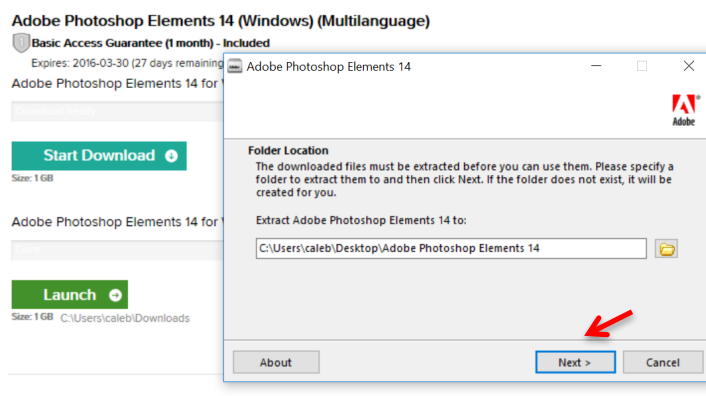 Adobe Photoshop Elements 14 (Windows) (Multilanguage)
Basic Access Guarantee (1 month) - Included
Expires: 2016-03-30 (27 days remaining
Adobe Photoshop Elements 14 for
Download Ready
Start Download
Size: 1 GB
Adobe Photoshop Elements 14 for
Launch
Size: 1 GB C:\Users\caleb\Downloads
Adobe Photoshop Elements 14
Adobe
Folder Location
The downloaded files must be extracted before you can use them. Please specify a
folder to extract them to and then click Next. If the folder does not exist, it will be
created for you.
Extract Adobe Photoshop Elements 14 to:
C:\Users\caleb\Desktop\Adobe Photoshop Elements 14
About
Next >
Cancel